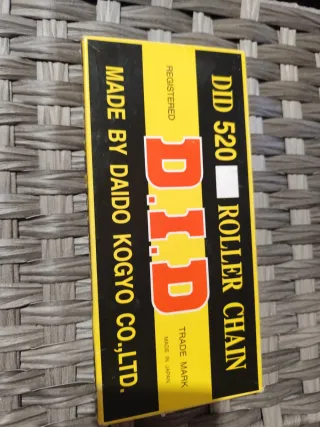 DID 520 ROLLER CHAIN
REGISTERED
D.I.D
TRADE MARK
MADE IN JAPAN
MADE BY DAIDO KOGYO CO.,LTD.